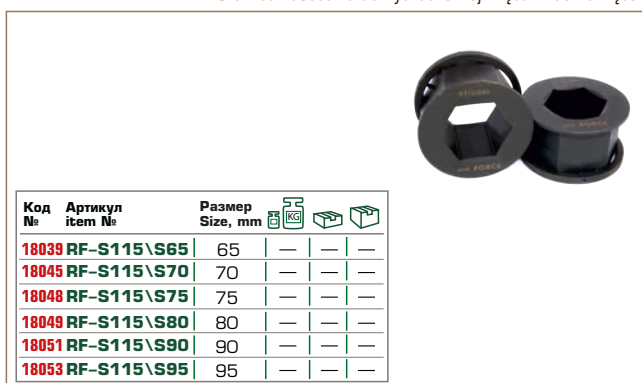 Код Артикул Размер
№ item № Size, mm KG
18039 RF-S115\S65 65 — — —
18045 RF-S115\S70 70 — — —
18048 RF-S115\S75 75 — — —
18049 RF-S115\S80 80 — — —
18051 RF-S115\S90 90 — — —
18053 RF-S115\S95 95 — — —